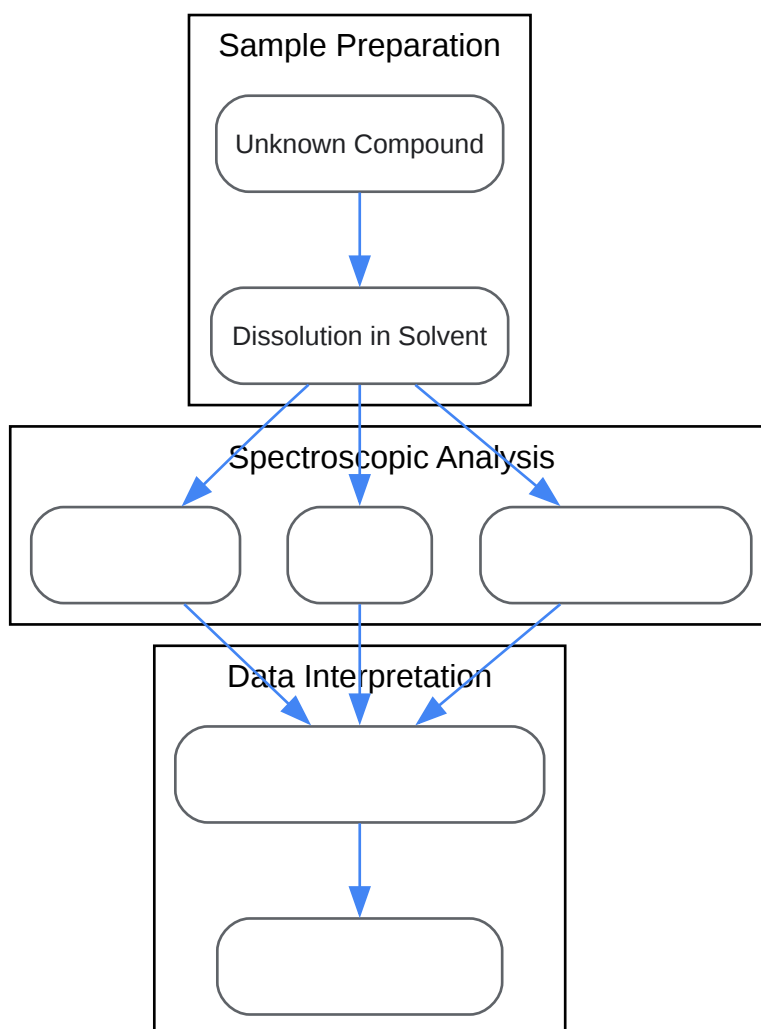 Sample Preparation
Unknown Compound
Dissolution in Solvent
Spectroscopic Analysis
Data Interpretation